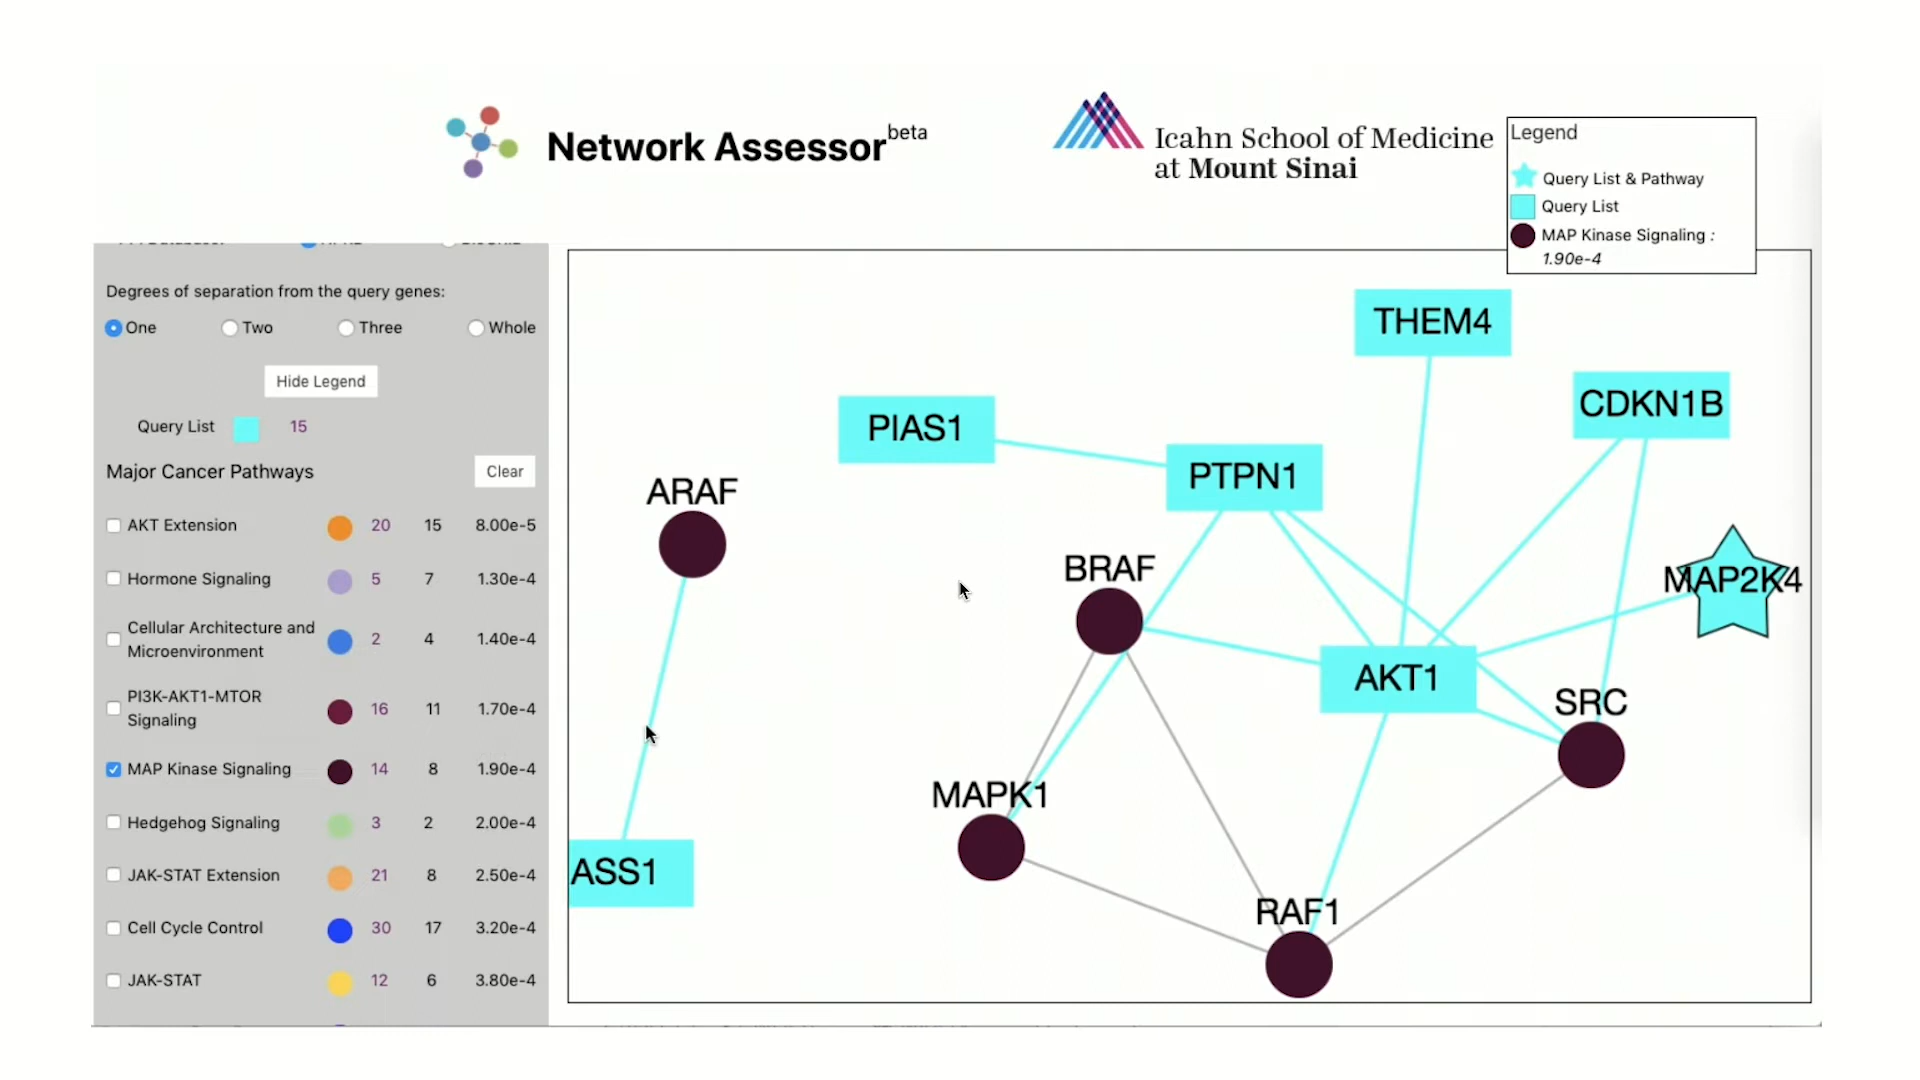 Network Assessor beta
Icahn School of Medicine
at Mount Sinai
Legend
Query List & Pathway
Query List
MAP Kinase Signaling :
1.90e-4
Degrees of separation from the query genes:
One Two Three Whole
Hide Legend
Query List 15
Major Cancer Pathways Clear
AKT Extension 20 15 8.00e-5
Hormone Signaling 5 7 1.30e-4
Cellular Architecture and
Microenvironment 2 4 1.40e-4
PI3K-AKT1-MTOR
Signaling 16 11 1.70e-4
MAP Kinase Signaling 14 8 1.90e-4
Hedgehog Signaling 3 2 2.00e-4
JAK-STAT Extension 21 8 2.50e-4
Cell Cycle Control 30 17 3.20e-4
JAK-STAT 12 6 3.80e-4
THEM4
CDKN1B
PIAS1
PTPN1
ARAF
BRAF
MAP2K4
AKT1
SRC
MAPK1
ASS1
RAF1